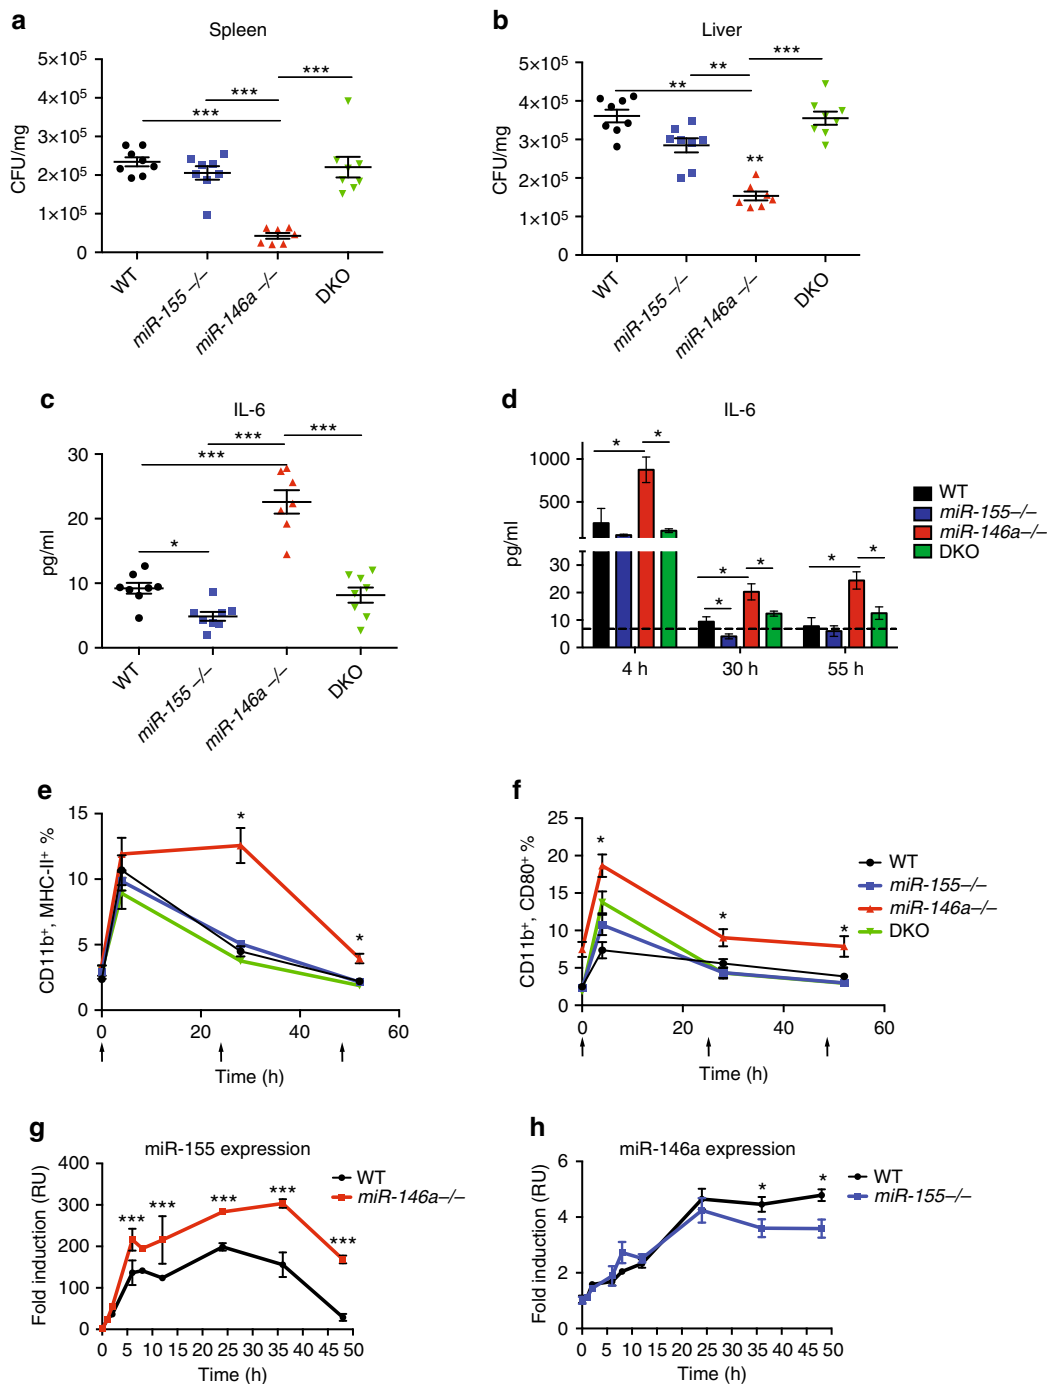 a
Spleen
CFU/mg
5×10⁵
4×10⁵
3×10⁵
2×10⁵
1×10⁵
0
***
***
***
WT
miR-155 –/–
miR-146a –/–
DKO
b
Liver
CFU/mg
5×10⁵
4×10⁵
3×10⁵
2×10⁵
1×10⁵
0
***
**
**
**
WT
miR-155 –/–
miR-146a –/–
DKO
c
IL-6
pg/ml
30
20
10
0
***
***
***
*
WT
miR-155 –/–
miR-146a –/–
DKO
d
IL-6
pg/ml
1000
500
30
20
10
0
* *
* * *
* *
4 h 30 h 55 h
WT
miR-155–/–
miR-146a–/–
DKO
e
CD11b⁺, MHC-II⁺ %
15
10
5
0
*
*
0 20 40 60
Time (h)
f
CD11b⁺, CD80⁺ %
25
20
15
10
5
0
*
*
*
0 20 40 60
Time (h)
WT
miR-155–/–
miR-146a–/–
DKO
g
miR-155 expression
Fold induction (RU)
400
300
200
100
0
*** *** *** *** ***
WT
miR-146a–/–
0 5 10 15 20 25 30 35 40 45 50
Time (h)
h
miR-146a expression
Fold induction (RU)
6
4
2
0
* *
WT
miR-155–/–
0 5 10 15 20 25 30 35 40 45 50
Time (h)